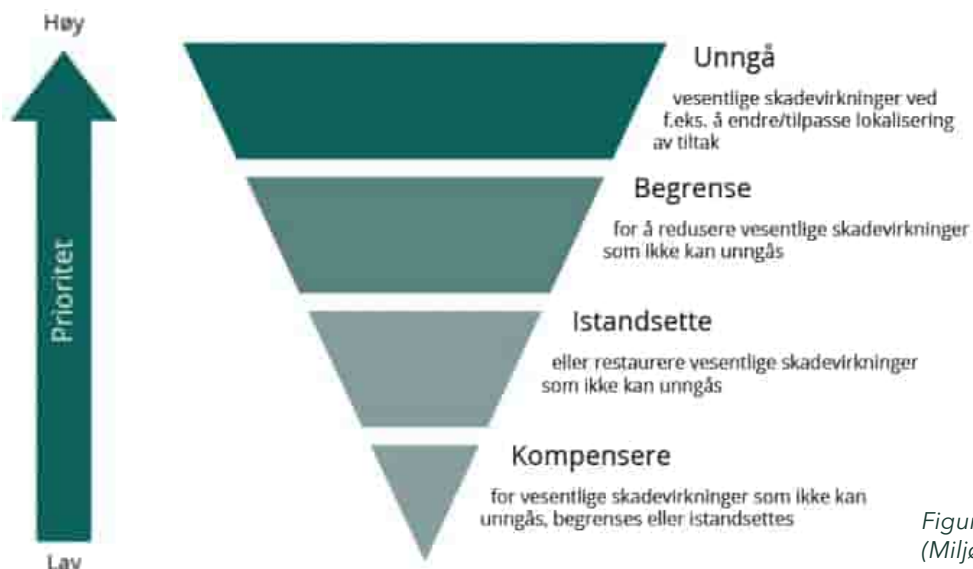 Høy
Prioritet
Lav
Unngå
vesentlige skadevirkninger ved
f.eks. å endre/tilpasse lokalisering
av tiltak
Begrense
for å redusere vesentlige skadevirkninger
som ikke kan unngås
Istandsette
eller restaurere vesentlige skadevirkninger
som ikke kan unngås
Kompensere
for vesentlige skadevirkninger som ikke kan
unngås, begrenses eller istandsettes
Figur
(Miljø